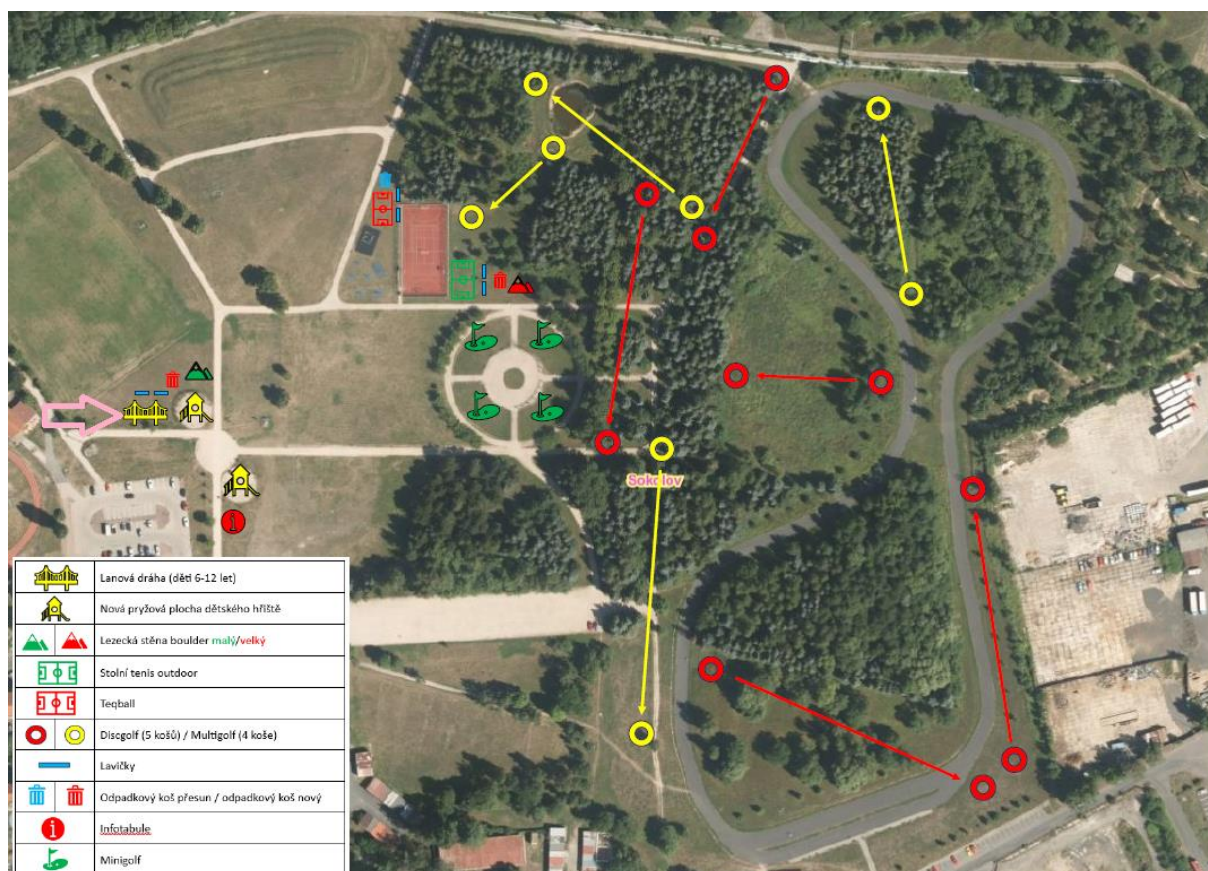 Sokolov
Lanová dráha (děti 6-12 let)
Nová pryžová plocha dětského hřiště
Lezecká stěna boulder malý/velký
Stolní tenis outdoor
Teqball
Discgolf (5 košů) / Multigolf (4 koše)
Lavičky
Odpadkový koš přesun / odpadkový koš nový
Infotabule
Minigolf